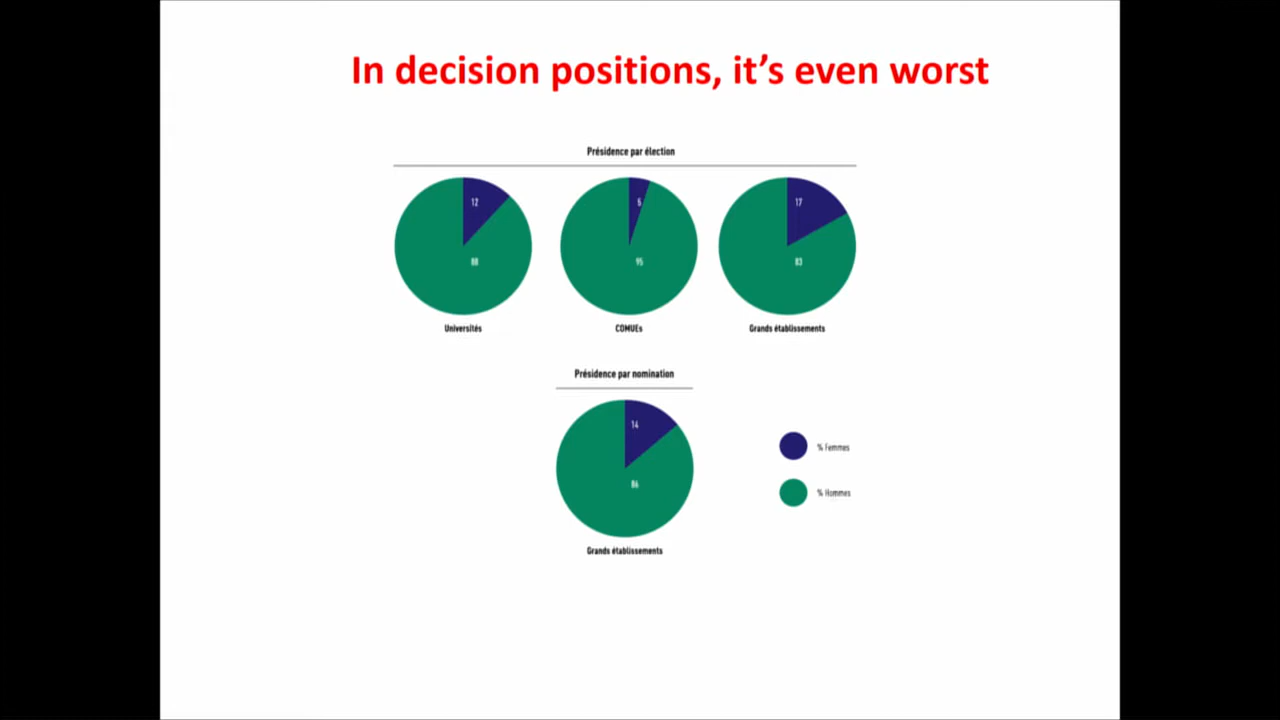 In decision positions, it's even worst
Présidence par élection
12
88
Universités
5
95
COMUEs
17
83
Grands établissements
Présidence par nomination
14
86
Grands établissements
% Femmes
% Hommes